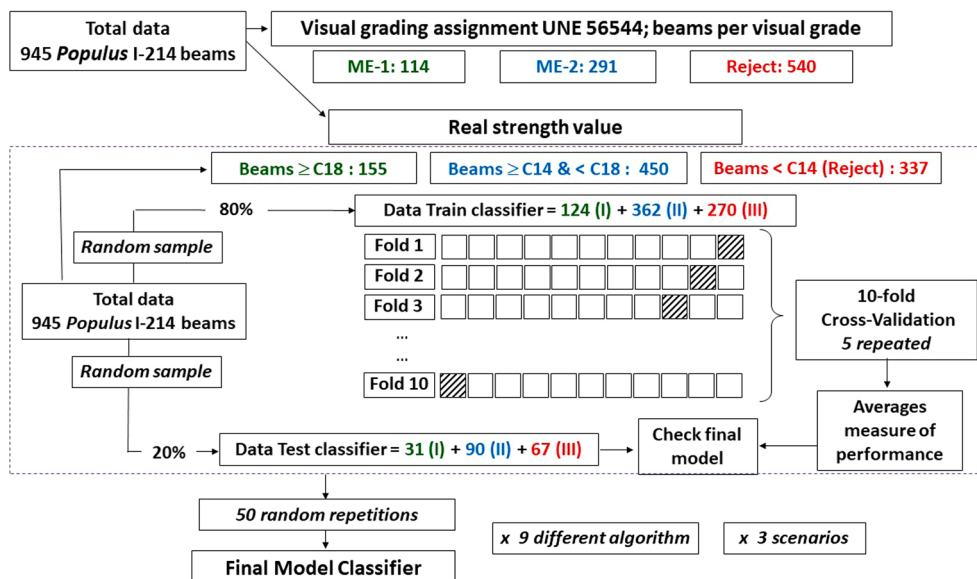 Total data
945 Populus I-214 beams
Visual grading assignment UNE 56544; beams per visual grade
ME-1: 114
ME-2: 291
Reject: 540
Real strength value
Beams ≥ C18 : 155
Beams ≥ C14 & < C18 : 450
Beams < C14 (Reject) : 337
80%
Data Train classifier = 124 (I) + 362 (II) + 270 (III)
Random sample
Fold 1
Fold 2
Fold 3
...
...
Fold 10
Total data
945 Populus I-214 beams
Random sample
10-fold
Cross-Validation
5 repeated
Averages
measure of
performance
20%
Data Test classifier = 31 (I) + 90 (II) + 67 (III)
Check final
model
50 random repetitions
x 9 different algorithm
x 3 scenarios
Final Model Classifier